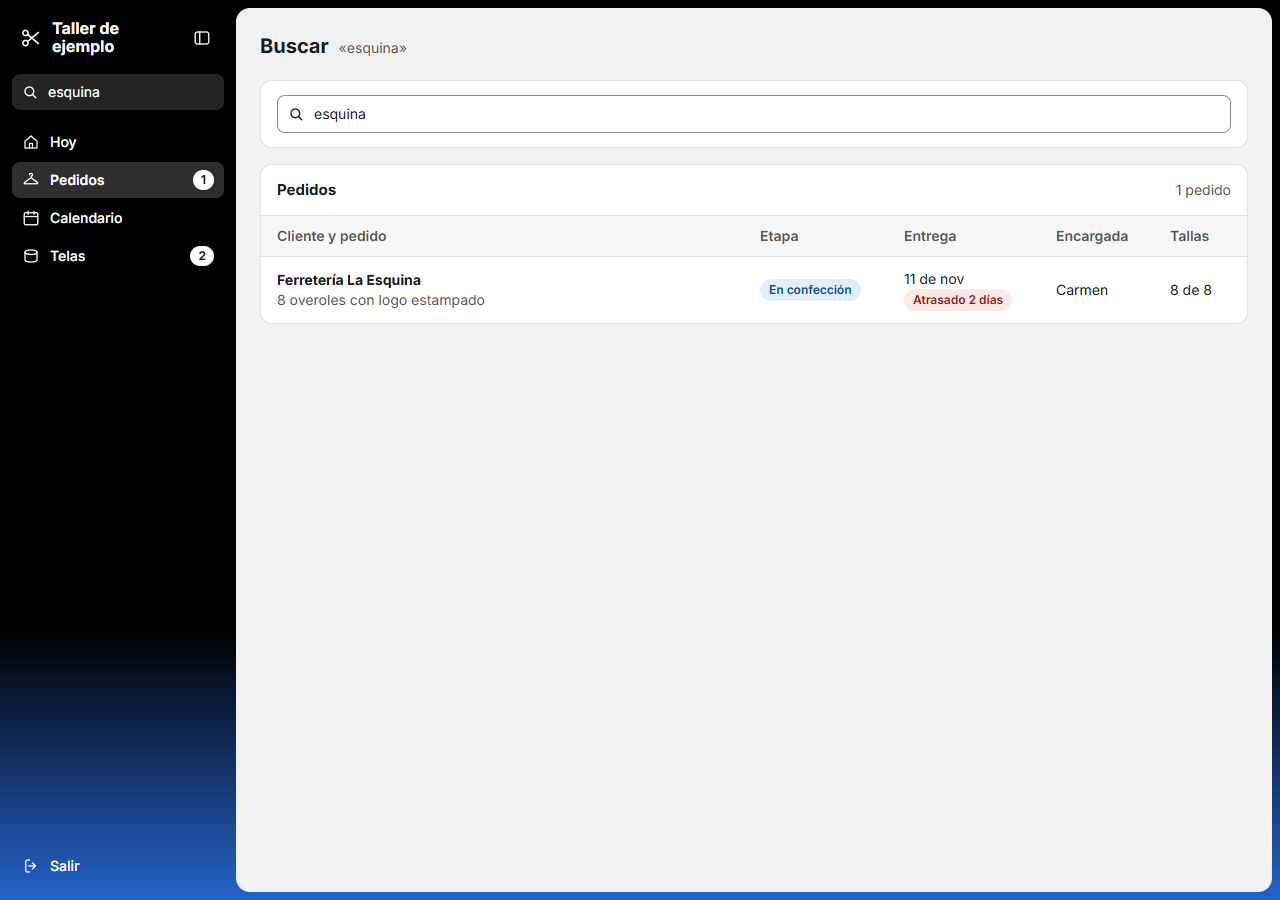 Taller de
ejemplo
esquina
Hoy
Pedidos 1
Calendario
Telas 2
Salir
Buscar «esquina»
esquina
Pedidos 1 pedido
Cliente y pedido Etapa Entrega Encargada Tallas
Ferretería La Esquina
8 overoles con logo estampado
En confección
11 de nov
Atrasado 2 días
Carmen
8 de 8